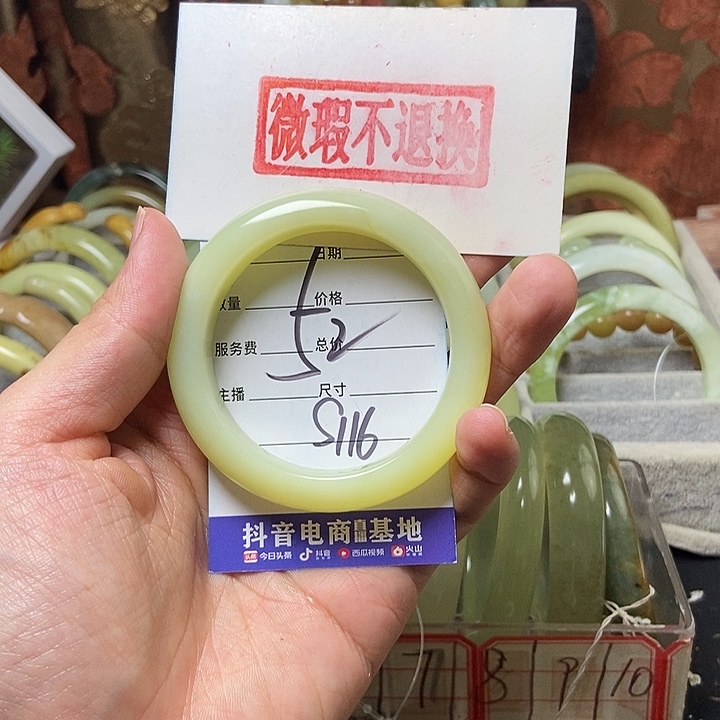 微瑕不退换
日期
数量 价格
52
服务费 总价
主播 尺寸
S116
抖音电商直播基地
今日头条 抖音 西瓜视频 火山
7 8 9 10